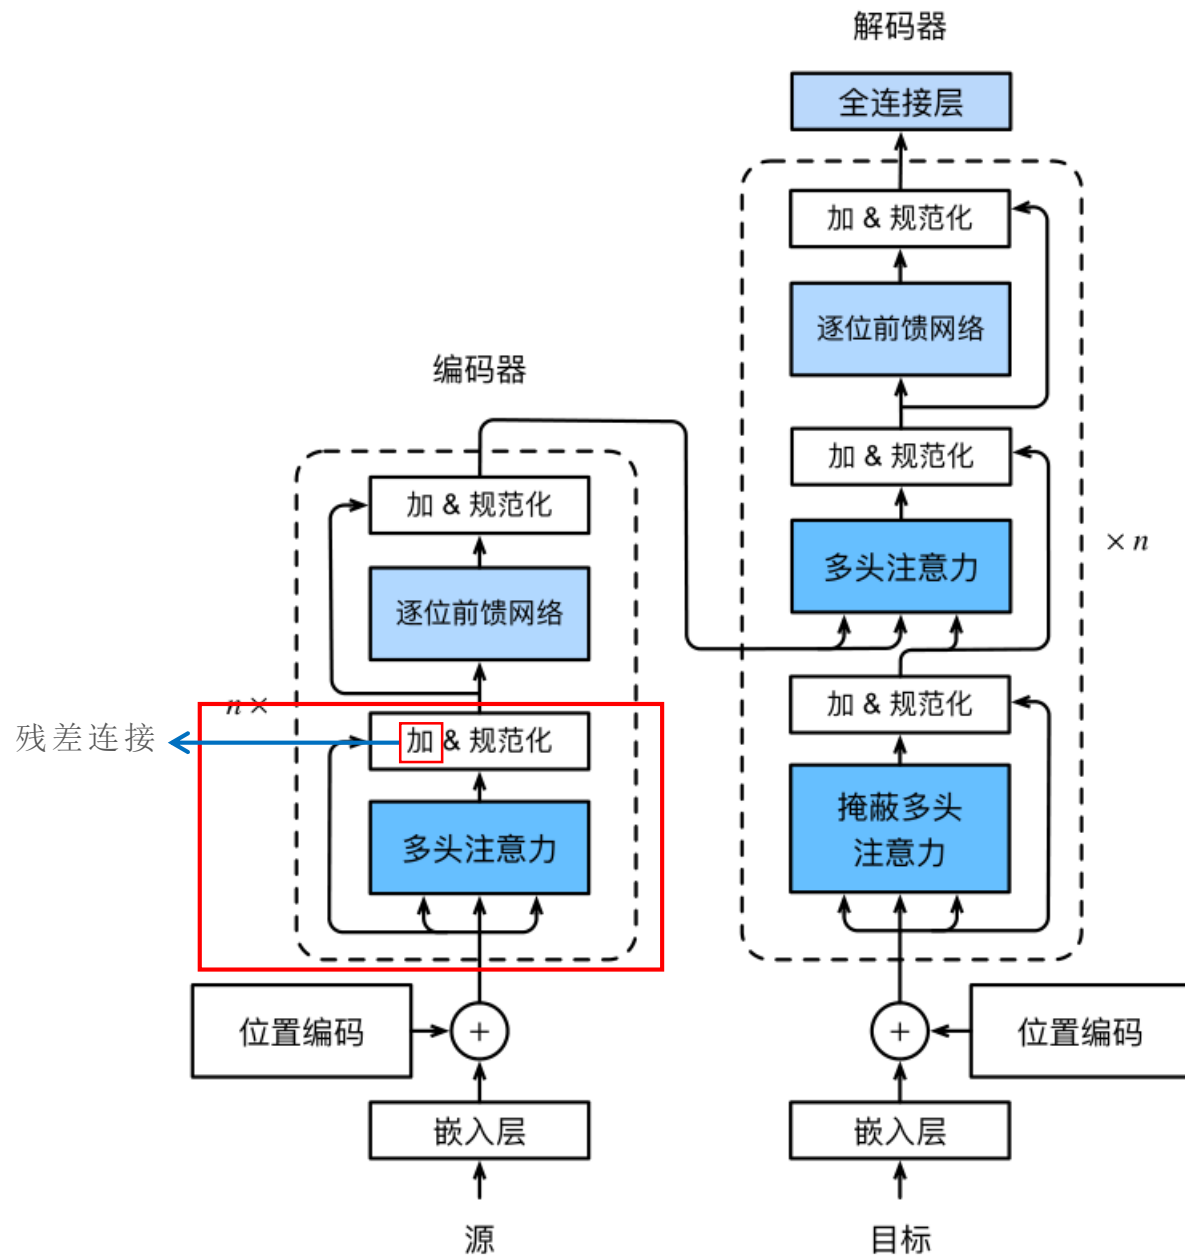 解码器
全连接层
加 & 规范化
逐位前馈网络
加 & 规范化
多头注意力
× n
加 & 规范化
掩蔽多头
注意力
位置编码
+
嵌入层
目标
编码器
加 & 规范化
逐位前馈网络
n ×
残差连接
加 & 规范化
多头注意力
位置编码
+
嵌入层
源